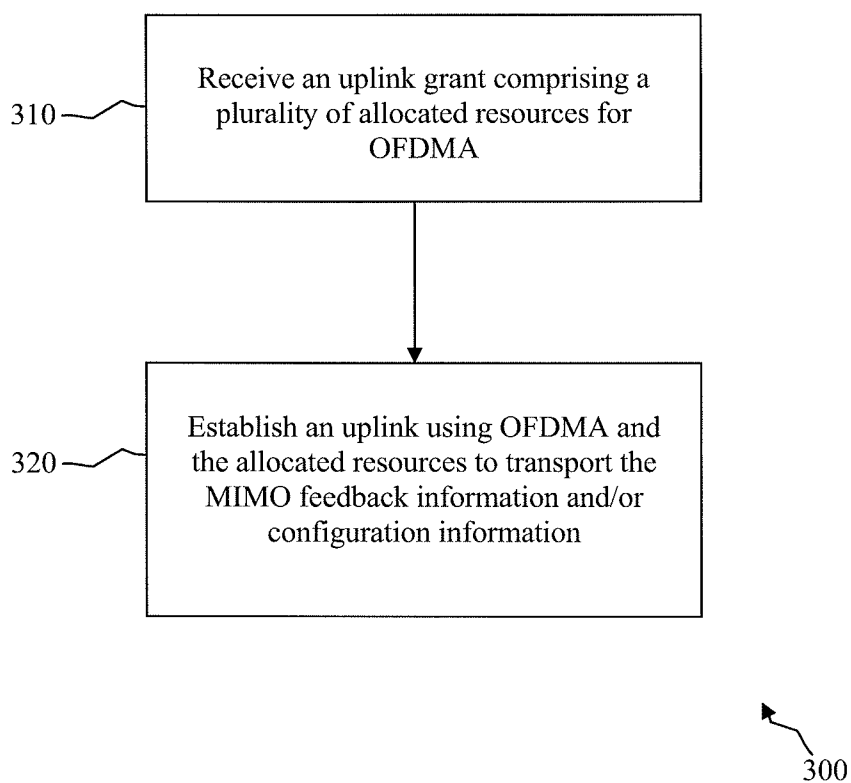 Receive an uplink grant comprising a
plurality of allocated resources for
OFDMA
310
Establish an uplink using OFDMA and
the allocated resources to transport the
MIMO feedback information and/or
configuration information
320
300